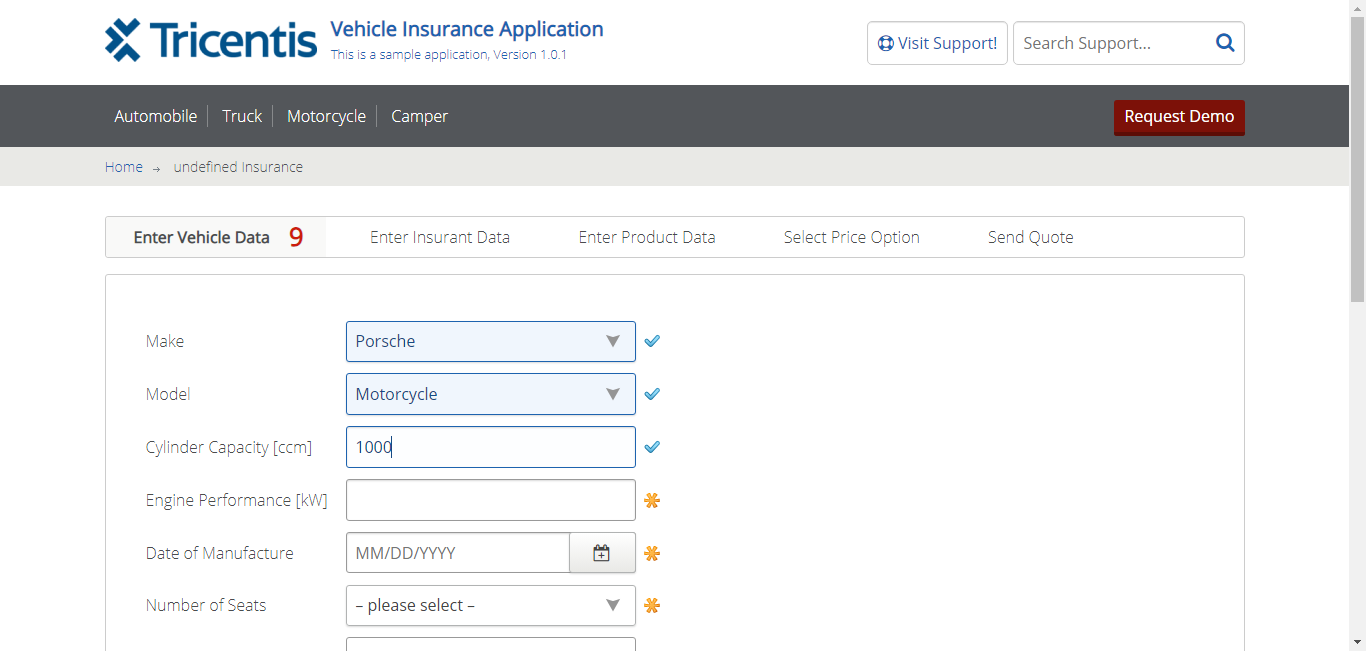 Tricentis
Vehicle Insurance Application
This is a sample application, Version 1.0.1
Visit Support!
Search Support...
Automobile
Truck
Motorcycle
Camper
Request Demo
Home → undefined Insurance
Enter Vehicle Data 9
Enter Insurant Data
Enter Product Data
Select Price Option
Send Quote
Make
Porsche
Model
Motorcycle
Cylinder Capacity [ccm]
1000
Engine Performance [kW]
Date of Manufacture
MM/DD/YYYY
Number of Seats
– please select –